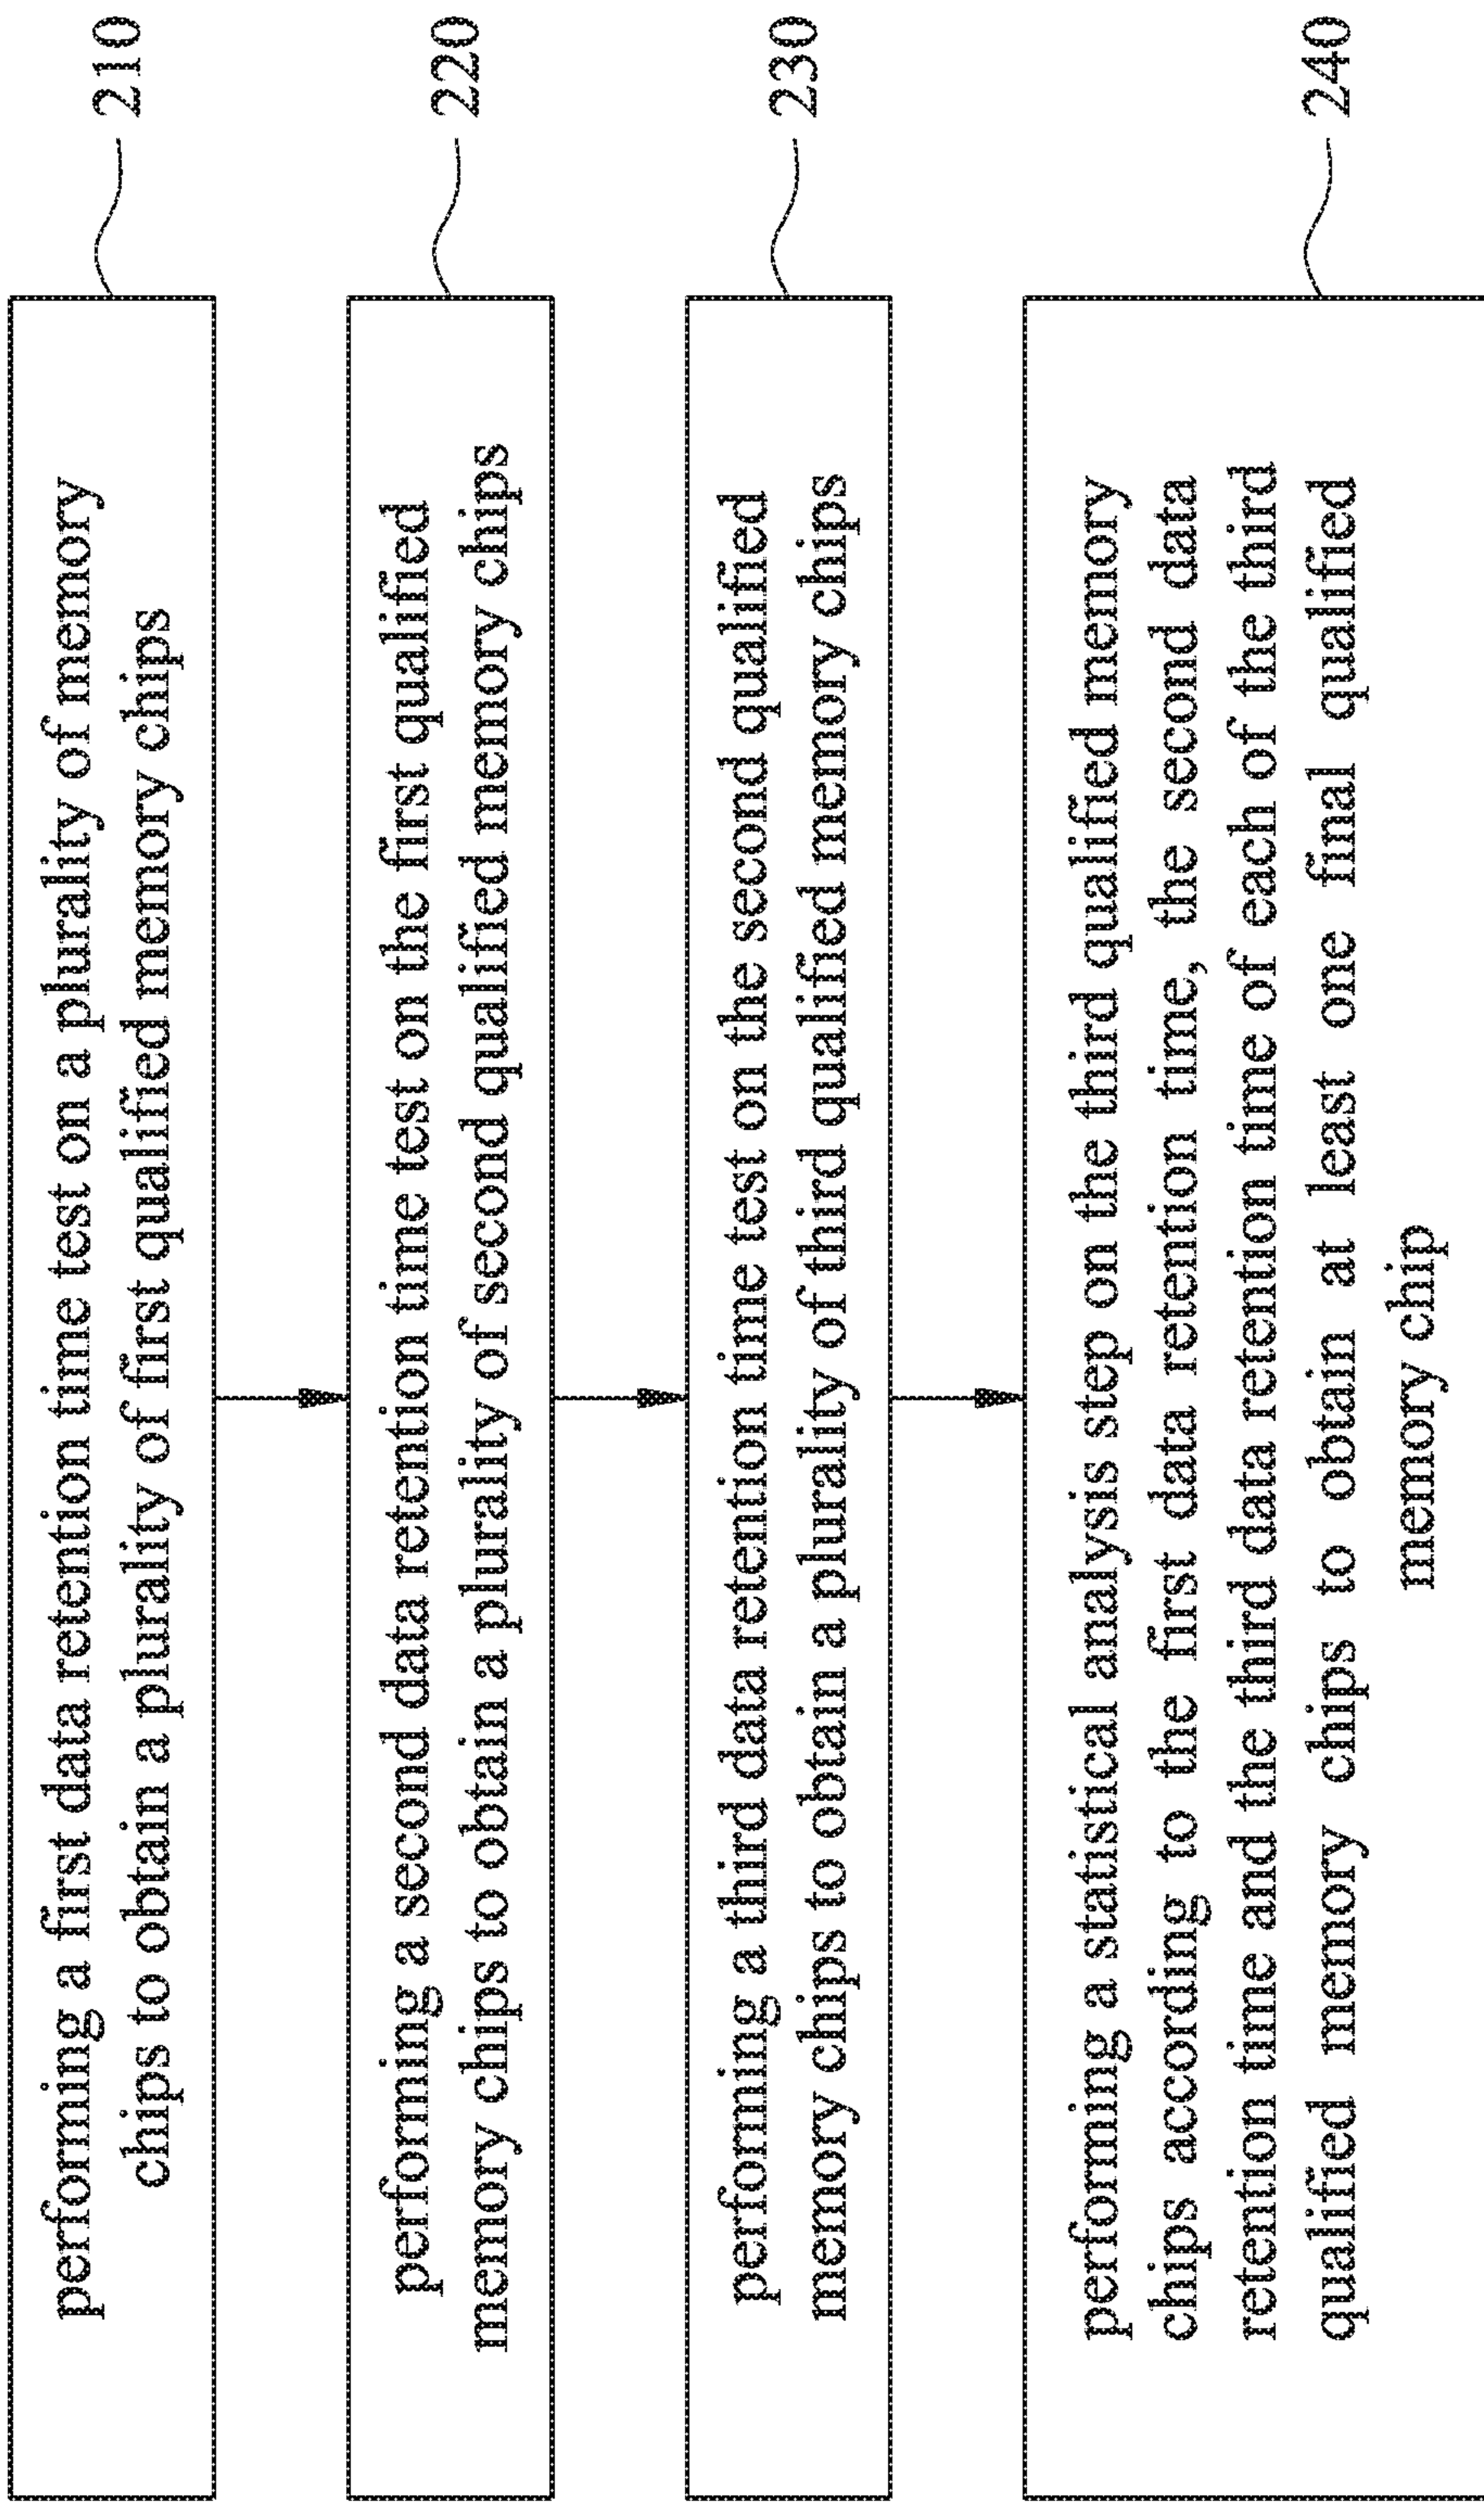 performing a first data retention time test on a plurality of memory
chips to obtain a plurality of first qualified memory chips
210
performing a second data retention time test on the first qualified
memory chips to obtain a plurality of second qualified memory chips
220
performing a third data retention time test on the second qualified
memory chips to obtain a plurality of third qualified memory chips
230
performing a statistical analysis step on the third qualified memory
chips according to the first data retention time, the second data
retention time and the third data retention time of each of the third
qualified memory chips to obtain at least one final qualified
memory chip
240